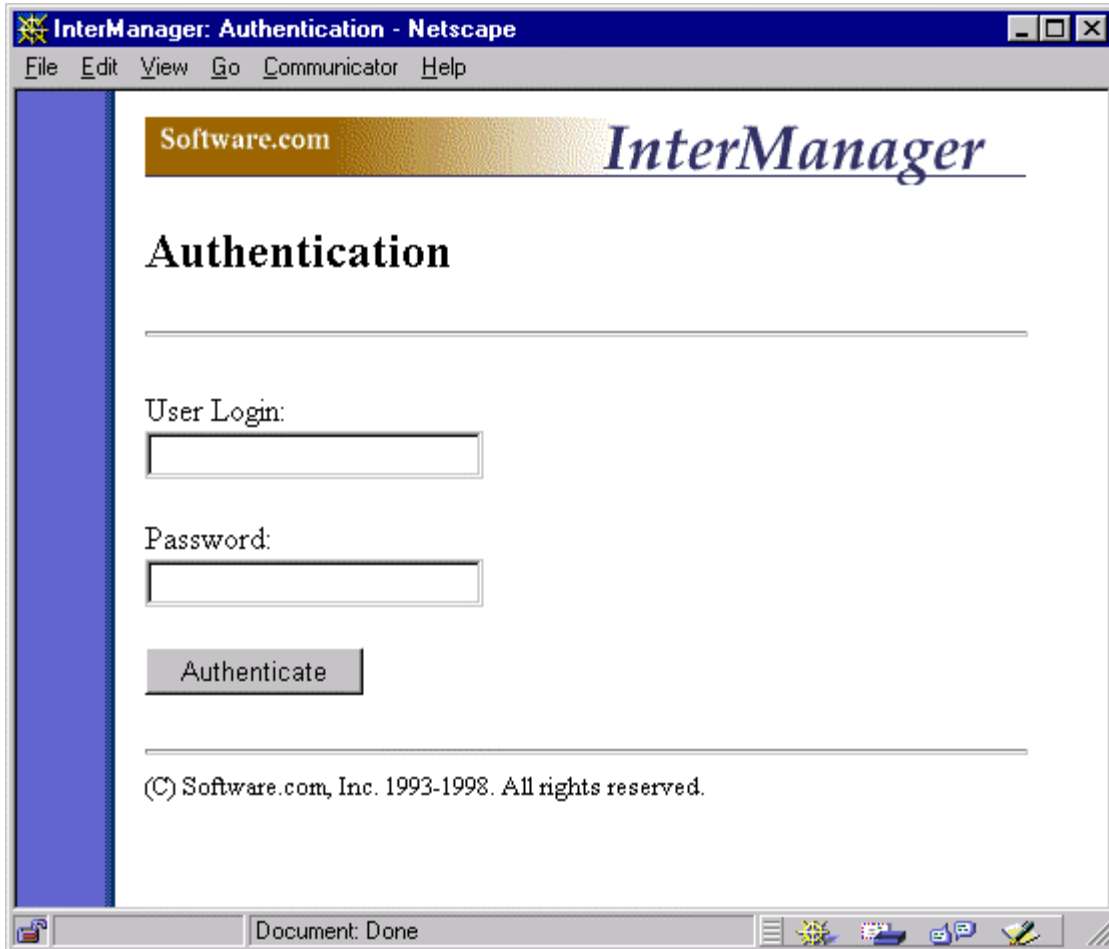 InterManager: Authentication - Netscape
File Edit View Go Communicator Help
Software.com InterManager
Authentication
User Login:
Password:
Authenticate
(C) Software.com, Inc. 1993-1998. All rights reserved.
Document: Done